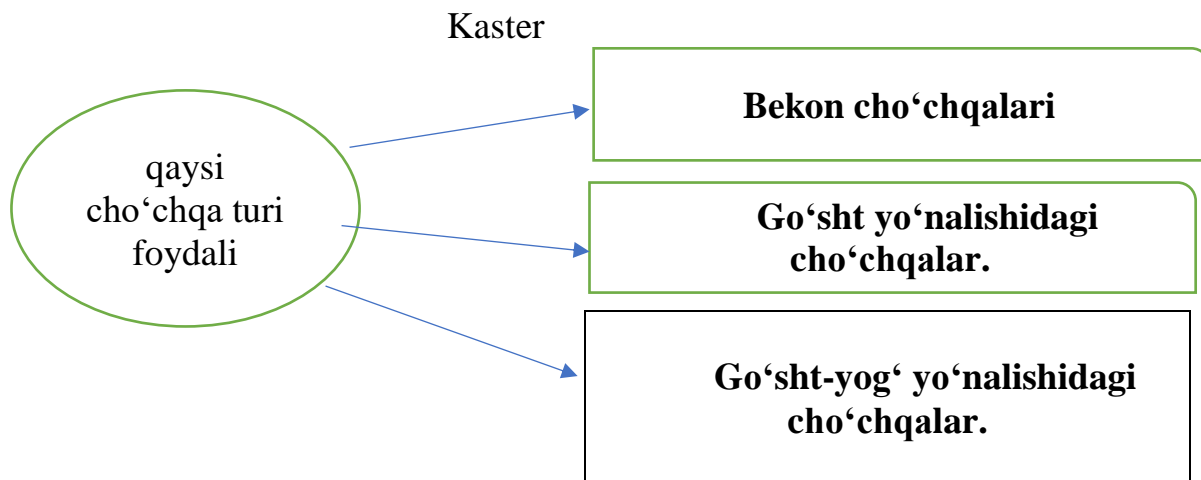 Kaster
qaysi
cho‘chqa turi
foydali
Bekon cho‘chqalari
Go‘sht yo‘nalishidagi
cho‘chqalar.
Go‘sht-yog‘ yo‘nalishidagi
cho‘chqalar.